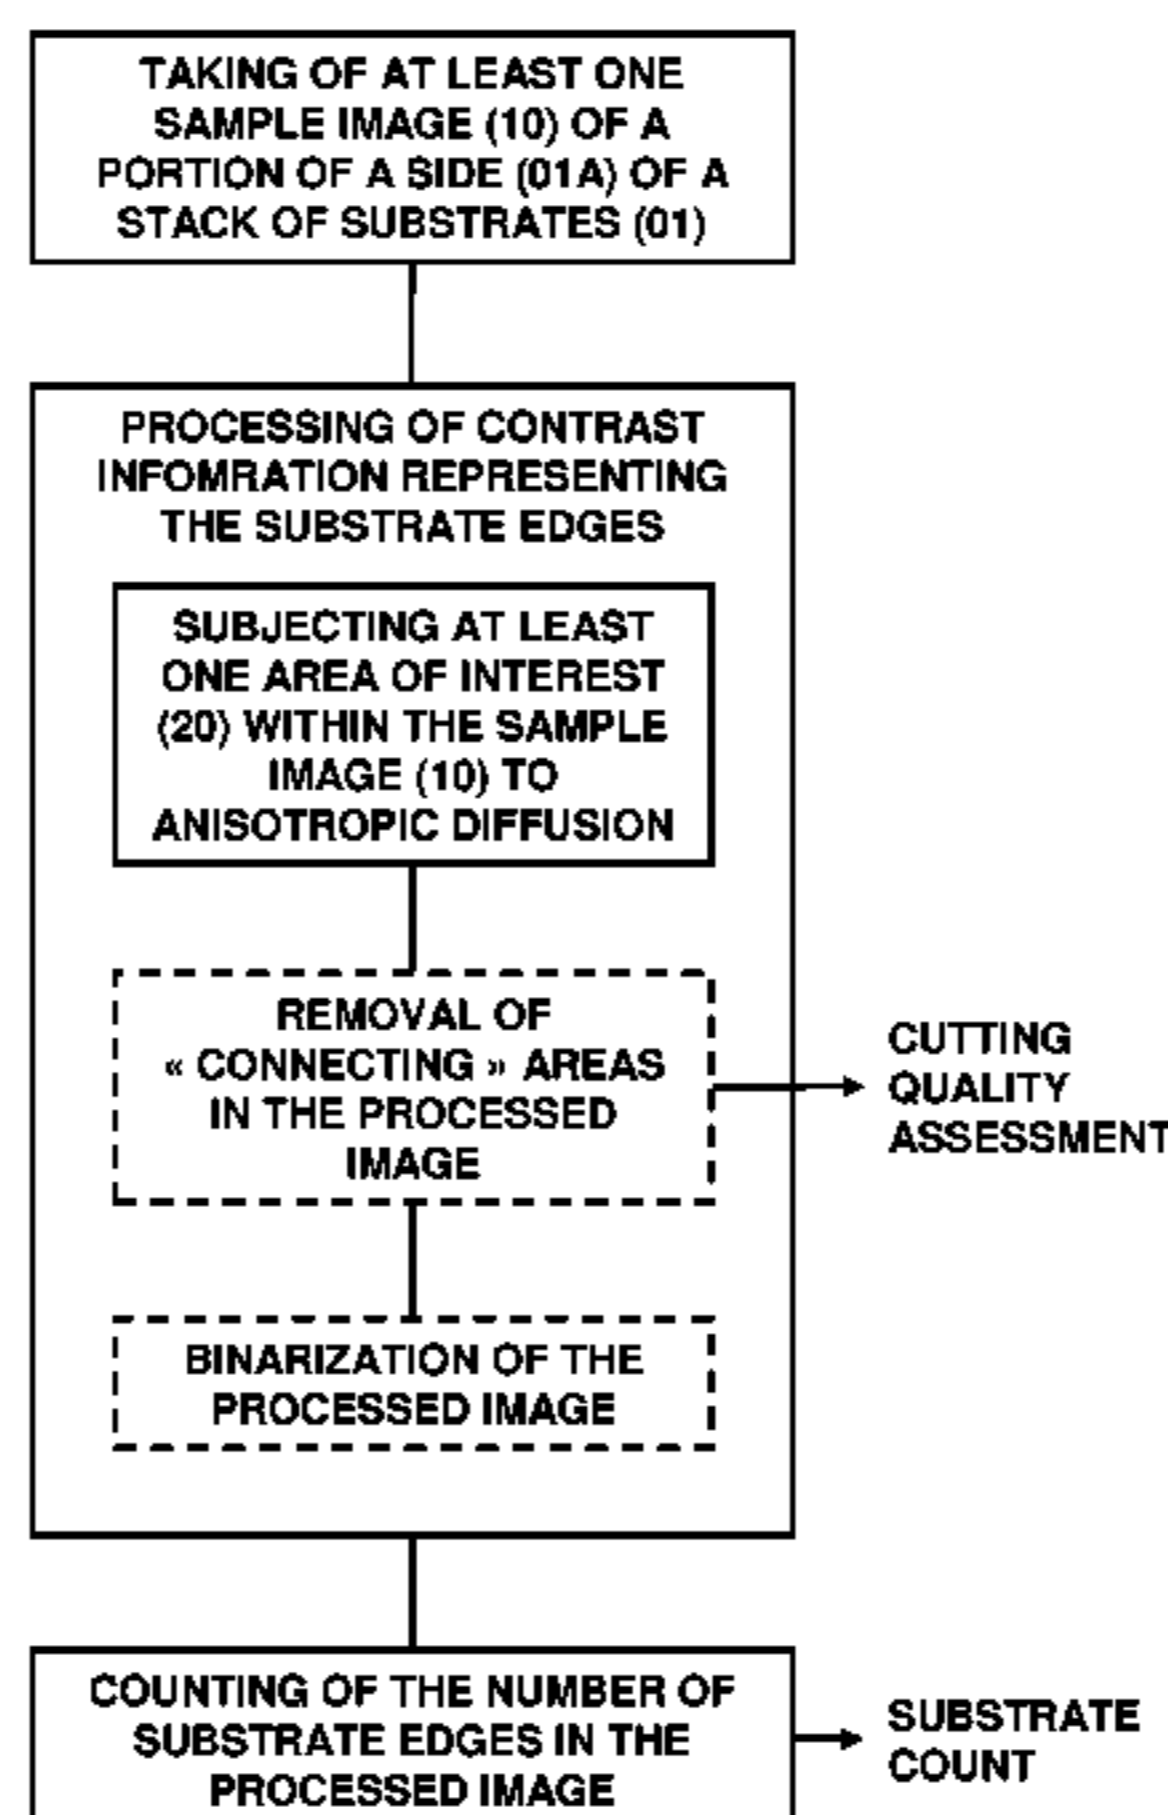 TAKING OF AT LEAST ONE
SAMPLE IMAGE (10) OF A
PORTION OF A SIDE (01A) OF A
STACK OF SUBSTRATES (01)
PROCESSING OF CONTRAST
INFOMRATION REPRESENTING
THE SUBSTRATE EDGES
SUBJECTING AT LEAST
ONE AREA OF INTEREST
(20) WITHIN THE SAMPLE
IMAGE (10) TO
ANISOTROPIC DIFFUSION
REMOVAL OF
« CONNECTING » AREAS
IN THE PROCESSED
IMAGE
CUTTING
QUALITY
ASSESSMENT
BINARIZATION OF THE
PROCESSED IMAGE
COUNTING OF THE NUMBER OF
SUBSTRATE EDGES IN THE
PROCESSED IMAGE
SUBSTRATE
COUNT